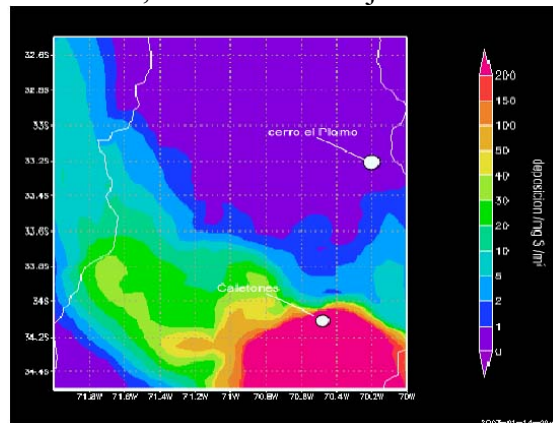 32.6S
32.8S
33S
33.2S
33.4S
33.6S
33.8S
34S
34.2S
34.4S
71.8W 71.6W 71.4W 71.2W 71W 70.8W 70.6W 70.4W 70.2W 70W
cerro el Plomo
Caletones
200
150
100
50
40
30
20
10
5
2
1
0
deposicion/mg S /m²